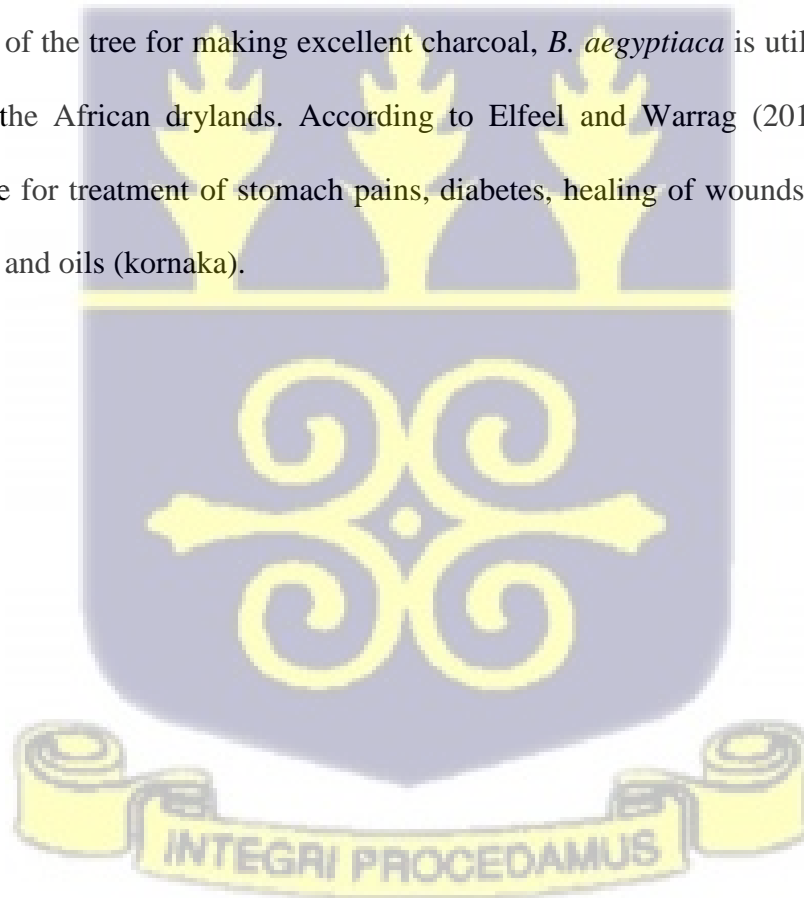 of the tree for making excellent charcoal, B. aegyptiaca is util
the African drylands. According to Elfeel and Warrag (201
e for treatment of stomach pains, diabetes, healing of wounds
and oils (kornaka).
INTEGRI PROCEDAMUS